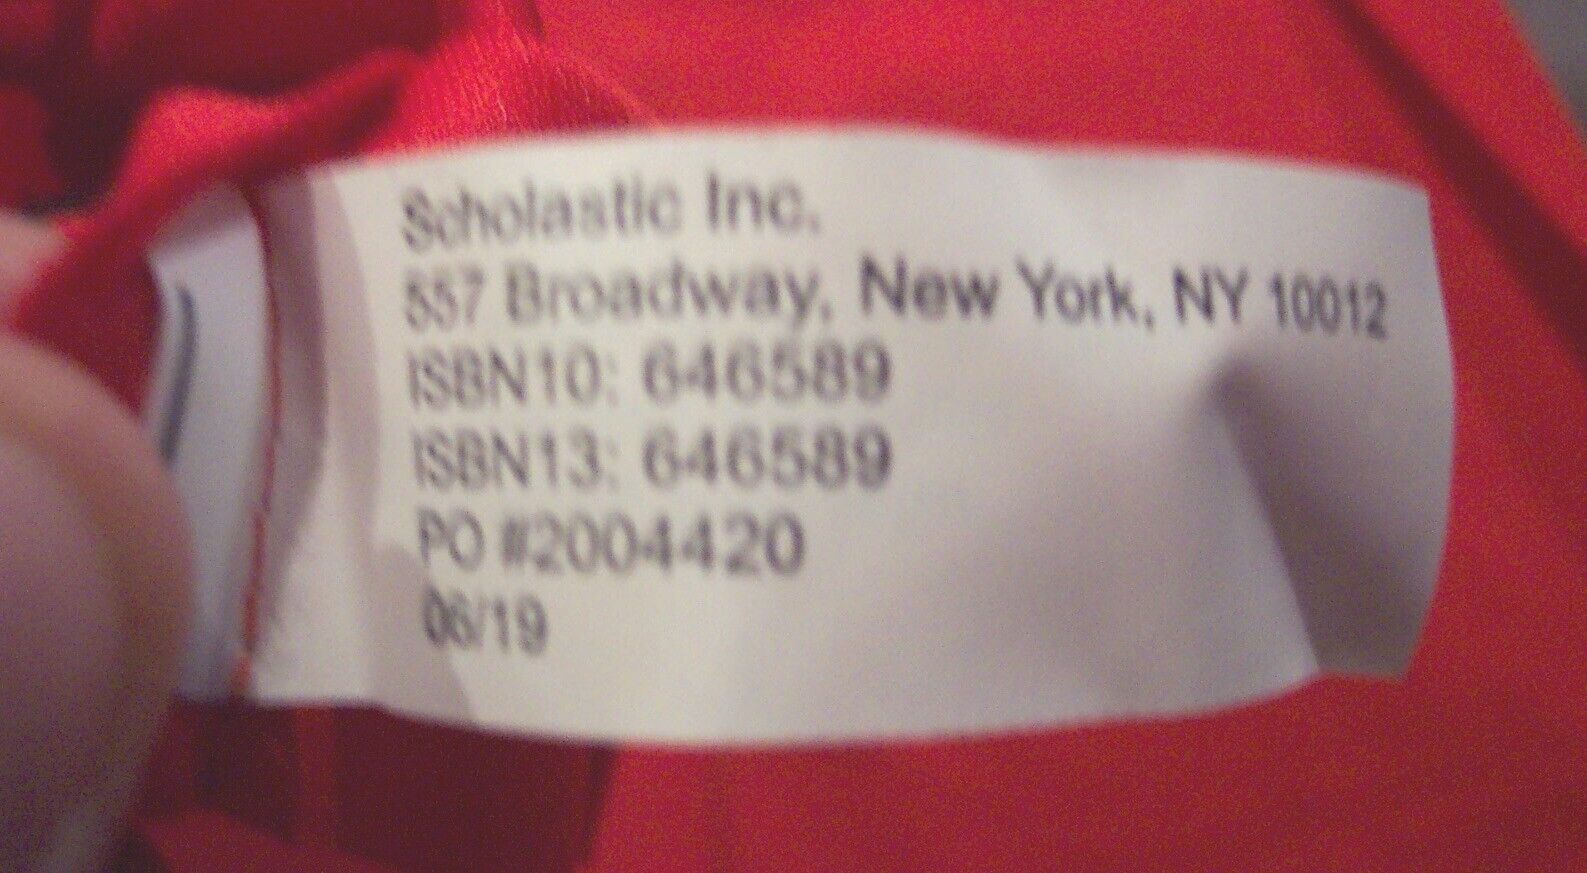 Scholastic Inc.
557 Broadway, New York, NY 10012
ISBN10: 646589
ISBN13: 646589
PO #2004420
06/19